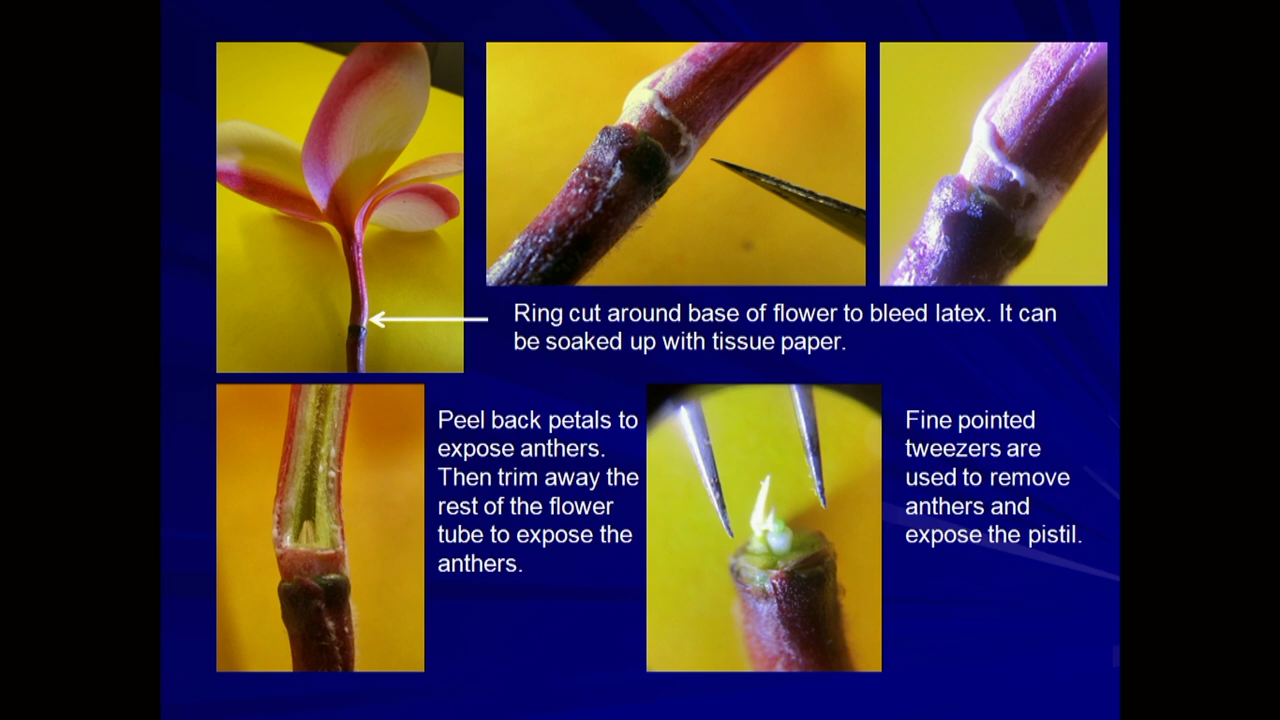 Ring cut around base of flower to bleed latex. It can
be soaked up with tissue paper.
Peel back petals to
expose anthers.
Then trim away the
rest of the flower
tube to expose the
anthers.
Fine pointed
tweezers are
used to remove
anthers and
expose the pistil.